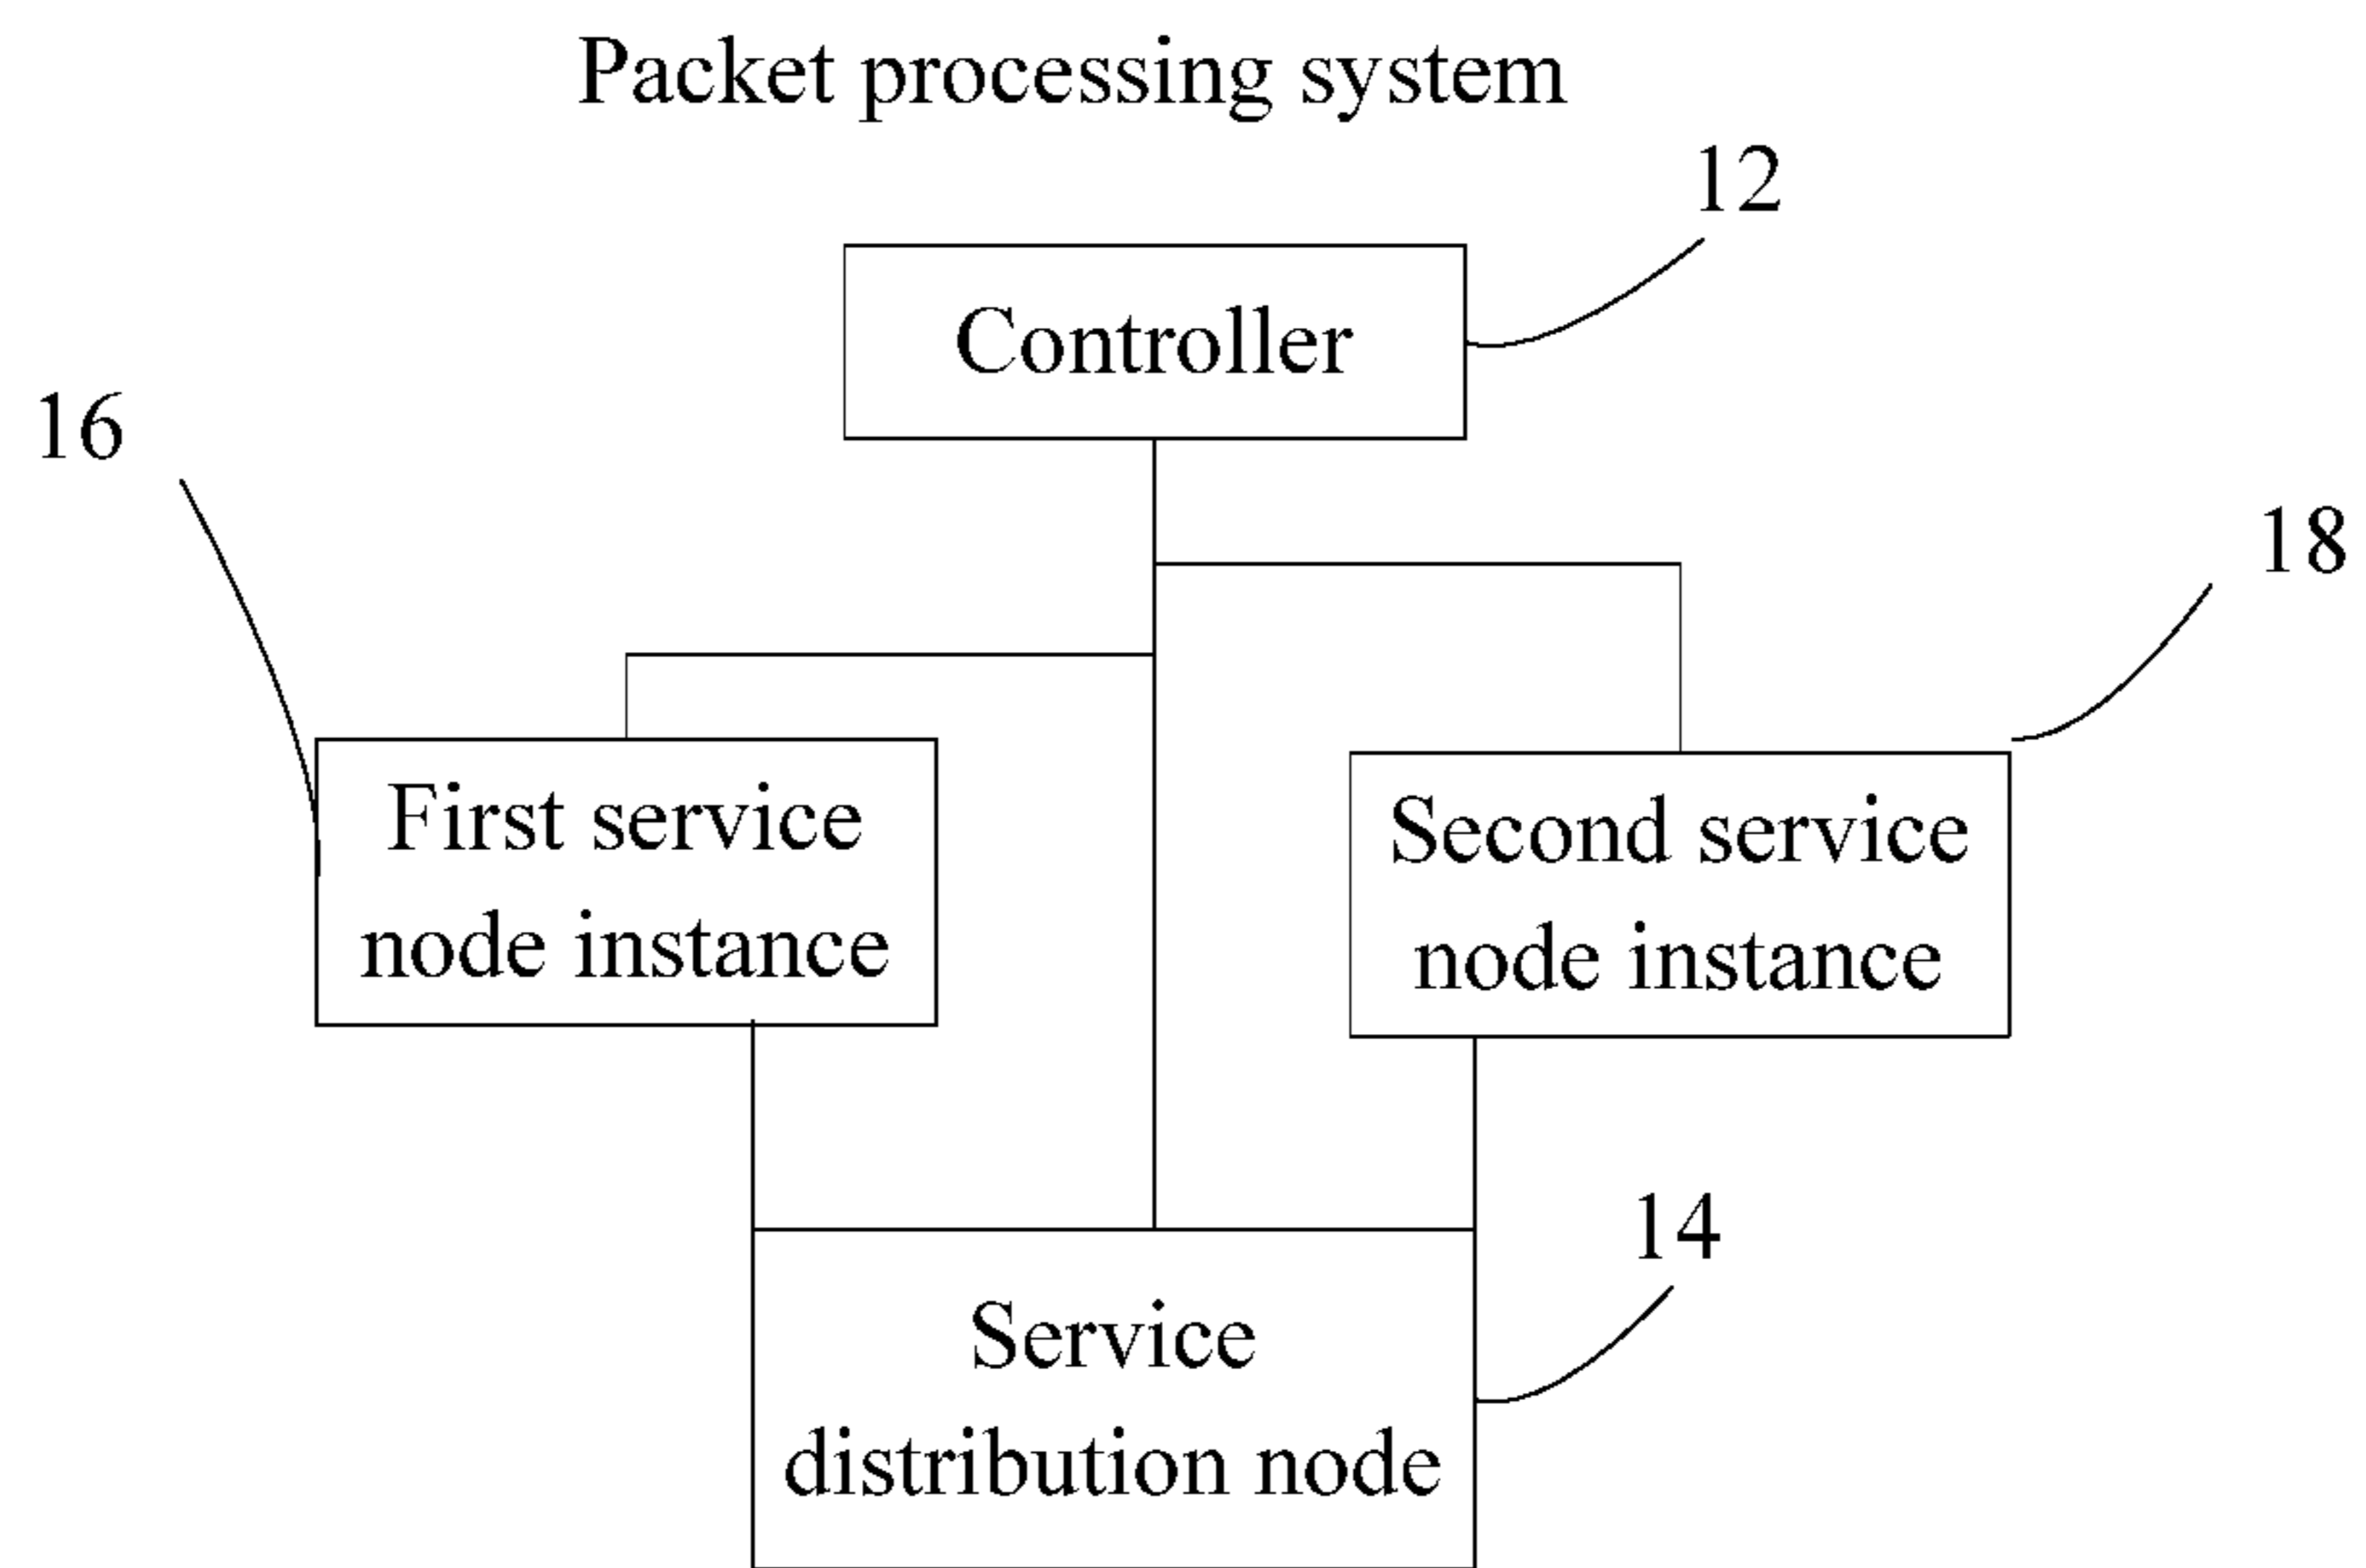 Packet processing system
12
Controller
16
18
First service
node instance
Second service
node instance
14
Service
distribution node